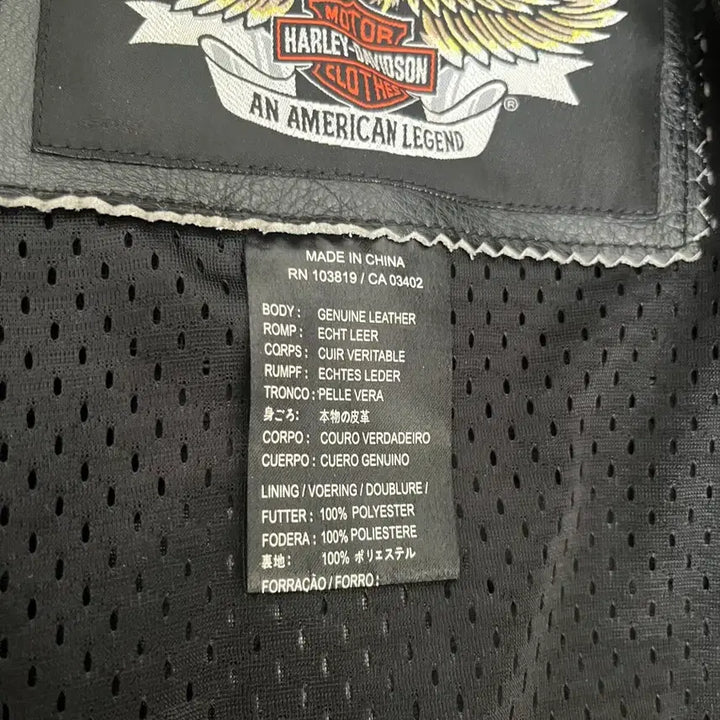 MOTOR
HARLEY-DAVIDSON
CLOTHES
AN AMERICAN LEGEND
®
MADE IN CHINA
RN 103819 / CA 03402
BODY: GENUINE LEATHER
ROMP: ECHT LEER
CORPS: CUIR VERITABLE
RUMPF: ECHTES LEDER
TRONCO: PELLE VERA
身ごろ: 本物の皮革
CORPO: COURO VERDADEIRO
CUERPO: CUERO GENUINO
LINING / VOERING / DOUBLURE /
FUTTER: 100% POLYESTER
FODERA: 100% POLIESTERE
裏地: 100% ポリエステル
FORRAÇÃO / FORRO: